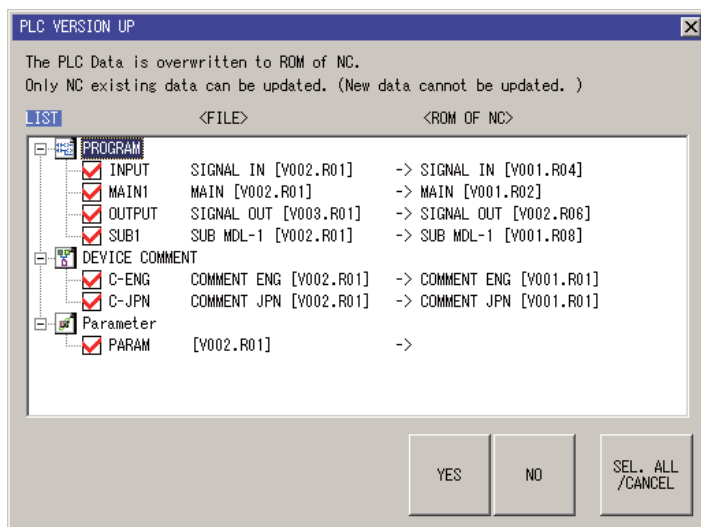 PLC VERSION UP
The PLC Data is overwritten to ROM of NC.
Only NC existing data can be updated. (New data cannot be updated. )
LIST <FILE> <ROM OF NC>
PROGRAM
INPUT SIGNAL IN [V002.R01] -> SIGNAL IN [V001.R04]
MAIN1 MAIN [V002.R01] -> MAIN [V001.R02]
OUTPUT SIGNAL OUT [V003.R01] -> SIGNAL OUT [V002.R06]
SUB1 SUB MDL-1 [V002.R01] -> SUB MDL-1 [V001.R08]
DEVICE COMMENT
C-ENG COMMENT ENG [V002.R01] -> COMMENT ENG [V001.R01]
C-JPN COMMENT JPN [V002.R01] -> COMMENT JPN [V001.R01]
Parameter
PARAM [V002.R01] ->
YES NO SEL. ALL
/CANCEL